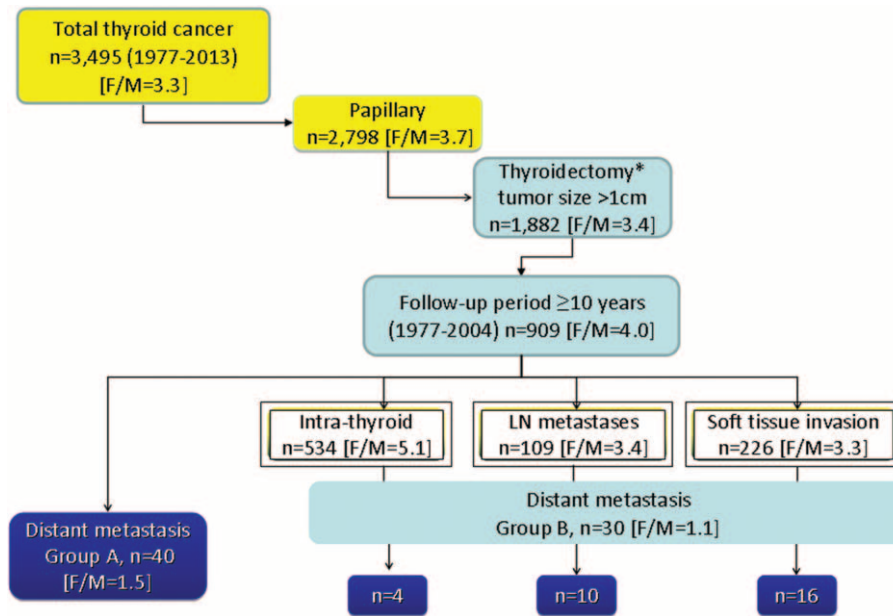 Total thyroid cancer
n=3,495 (1977-2013)
[F/M=3.3]
Papillary
n=2,798 [F/M=3.7]
Thyroidectomy*
tumor size >1cm
n=1,882 [F/M=3.4]
Follow-up period ≥10 years
(1977-2004) n=909 [F/M=4.0]
Intra-thyroid
n=534 [F/M=5.1]
LN metastases
n=109 [F/M=3.4]
Soft tissue invasion
n=226 [F/M=3.3]
Distant metastasis
Group A, n=40
[F/M=1.5]
Distant metastasis
Group B, n=30 [F/M=1.1]
n=4
n=10
n=16